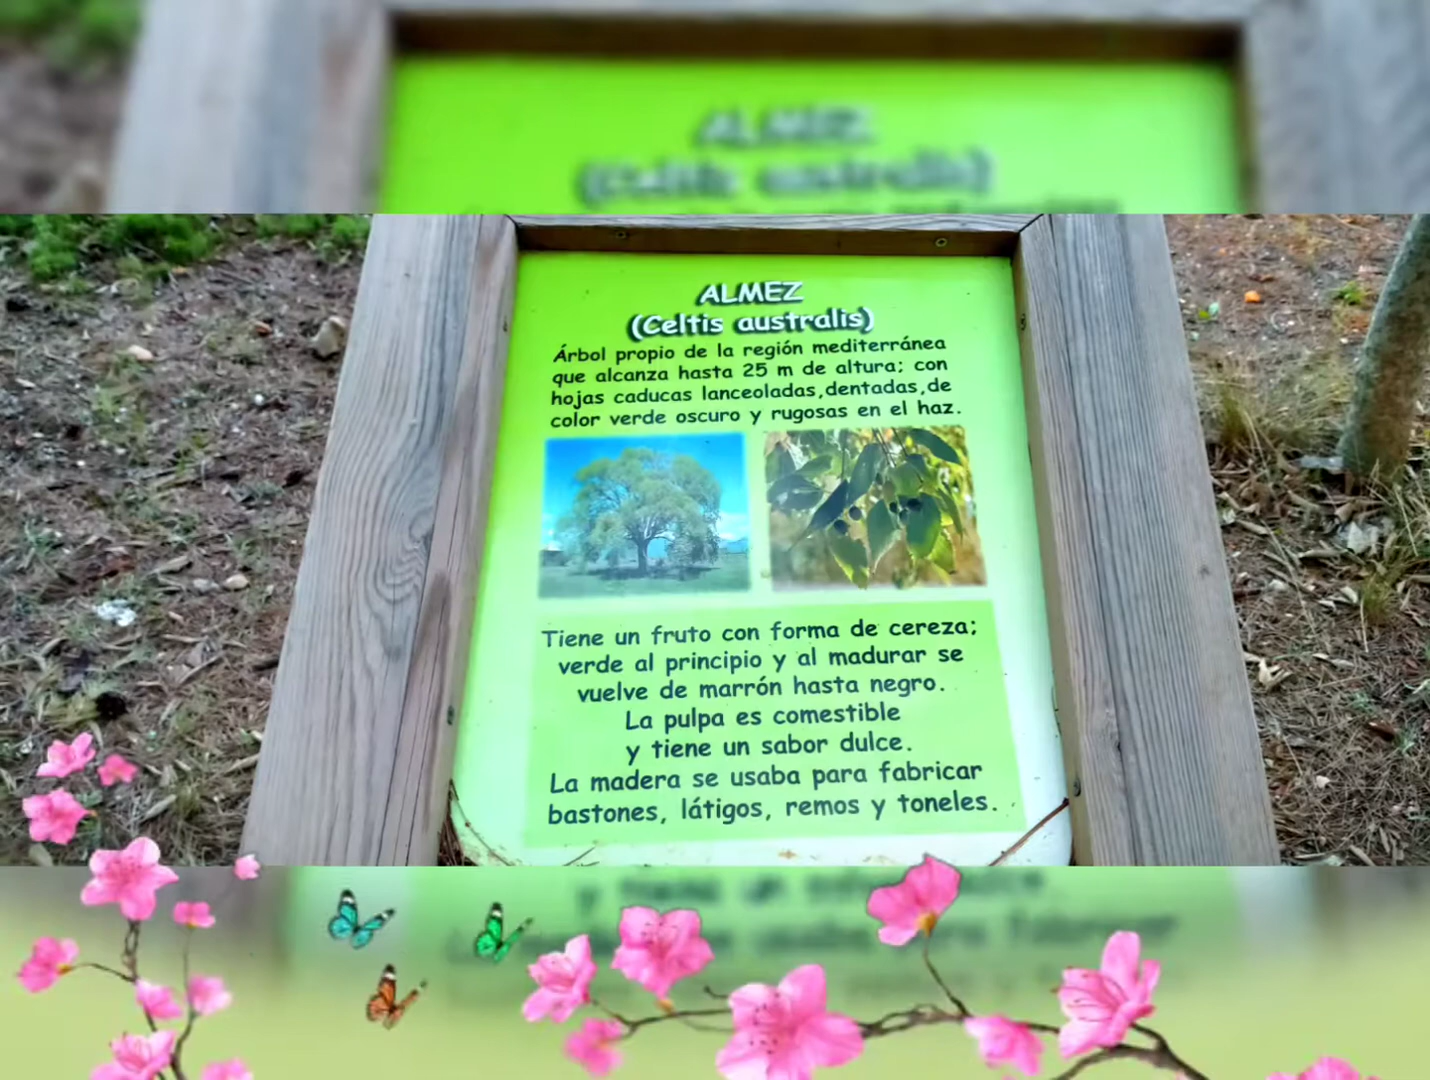 ALMEZ
(Celtis australis)
Árbol propio de la región mediterránea
que alcanza hasta 25 m de altura; con
hojas caducas lanceoladas,dentadas,de
color verde oscuro y rugosas en el haz.
Tiene un fruto con forma de cereza;
verde al principio y al madurar se
vuelve de marrón hasta negro.
La pulpa es comestible
y tiene un sabor dulce.
La madera se usaba para fabricar
bastones, látigos, remos y toneles.